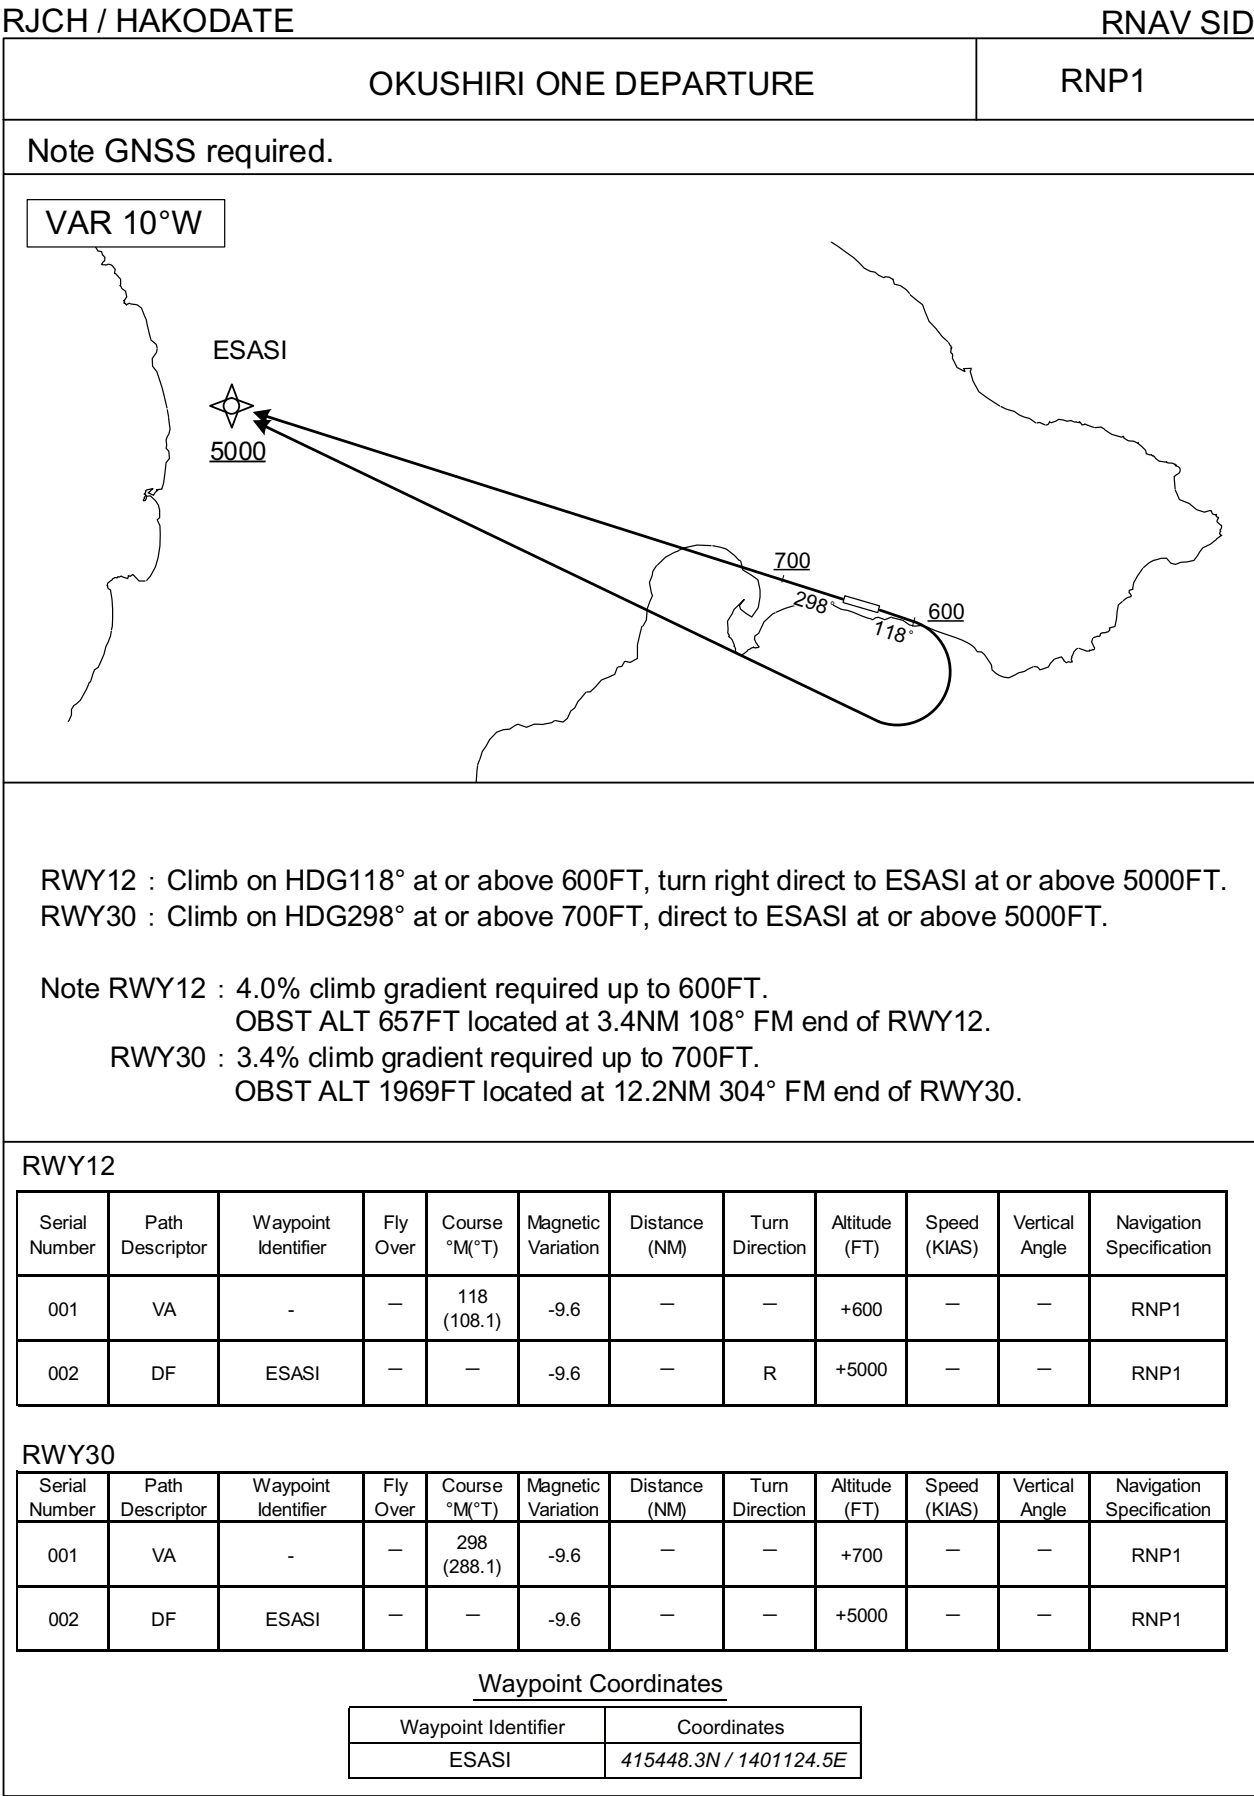 RJCH / HAKODATE RNAV SID
OKUSHIRI ONE DEPARTURE RNP1
Note GNSS required.
VAR 10°W
ESASI
5000
700
298°
600
118°
RWY12 : Climb on HDG118° at or above 600FT, turn right direct to ESASI at or above 5000FT.
RWY30 : Climb on HDG298° at or above 700FT, direct to ESASI at or above 5000FT.
Note RWY12 : 4.0% climb gradient required up to 600FT.
OBST ALT 657FT located at 3.4NM 108° FM end of RWY12.
RWY30 : 3.4% climb gradient required up to 700FT.
OBST ALT 1969FT located at 12.2NM 304° FM end of RWY30.
RWY12
Serial Number Path Descriptor Waypoint Identifier Fly Over Course °M(°T) Magnetic Variation Distance (NM) Turn Direction Altitude (FT) Speed (KIAS) Vertical Angle Navigation Specification
001 VA - — 118 (108.1) -9.6 — — +600 — — RNP1
002 DF ESASI — — -9.6 — R +5000 — — RNP1
RWY30
Serial Number Path Descriptor Waypoint Identifier Fly Over Course °M(°T) Magnetic Variation Distance (NM) Turn Direction Altitude (FT) Speed (KIAS) Vertical Angle Navigation Specification
001 VA - — 298 (288.1) -9.6 — — +700 — — RNP1
002 DF ESASI — — -9.6 — — +5000 — — RNP1
Waypoint Coordinates
Waypoint Identifier Coordinates
ESASI 415448.3N / 1401124.5E